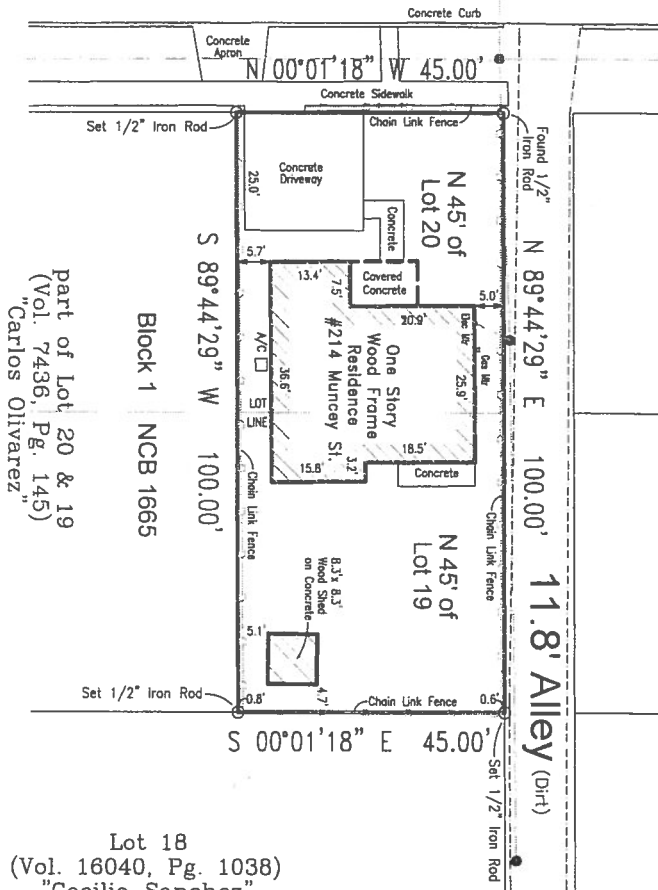 Concrete Curb
Concrete
Apron
N 00°01'18" W 45.00'
Concrete Sidewalk
Set 1/2" Iron Rod
Chain Link Fence
Found 1/2"
Iron Rod
Concrete
Driveway
25.0'
N 45' of
Lot 20
Concrete
N 89°44'29" E 100.00'
5.7'
13.4'
7.5'
Covered
Concrete
5.0'
20.9'
Elec Mtr
Gas Mtr
S 89°44'29" W 100.00'
A/C
36.6'
One Story
Wood Frame
Residence
#214 Muncey St.
25.9'
LOT
LINE
18.5'
3.2'
15.8'
Concrete
Chain Link Fence
Chain Link Fence
Block 1 NCB 1665
part of Lot 20 & 19
(Vol. 7436, Pg. 145)
"Carlos Olivarez"
N 45' of
Lot 19
11.8' Alley (Dirt)
8.3'x 8.3'
Wood Shed
on Concrete
5.1'
4.7'
Set 1/2" Iron Rod
0.8'
Chain Link Fence
0.6'
S 00°01'18" E 45.00'
Set 1/2" Iron Rod
Lot 18
(Vol. 16040, Pg. 1038)
"Cecilia Sanchez"